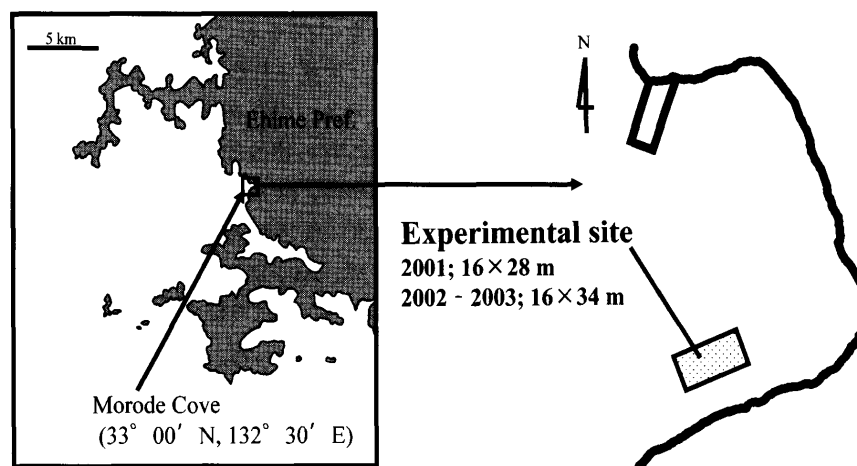 5 km
Ehime Pref.
Morode Cove
(33° 00′ N, 132° 30′ E)
N
Experimental site
2001; 16×28 m
2002 - 2003; 16×34 m